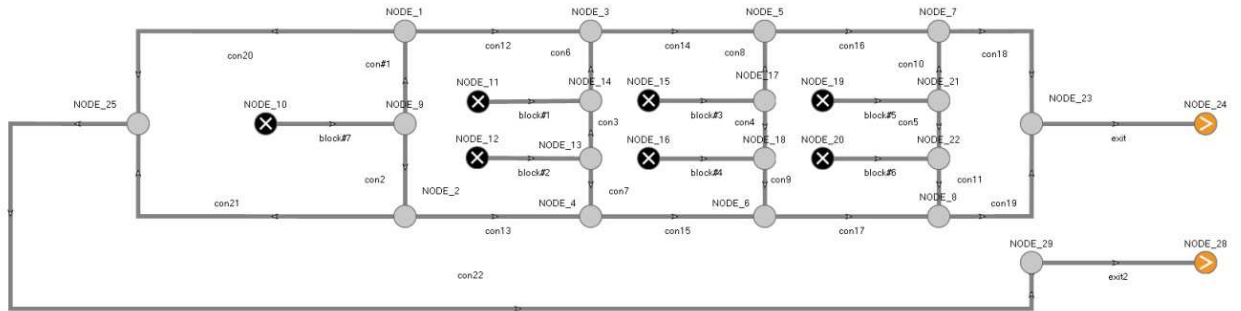 NODE_1
NODE_3
NODE_5
NODE_7
con20
con#1
con12
con6
con14
con8
con16
con10
con18
NODE_11
NODE_14
NODE_15
NODE_17
NODE_19
NODE_21
NODE_25
NODE_10
NODE_9
NODE_23
NODE_24
block#1
con3
block#3
con4
block#5
con5
block#7
NODE_12
NODE_13
NODE_16
NODE_18
NODE_20
NODE_22
exit
con2
block#2
block#4
block#6
con7
con9
con11
NODE_2
NODE_4
NODE_6
NODE_8
con21
con13
con15
con17
con19
NODE_29
NODE_28
con22
exit2